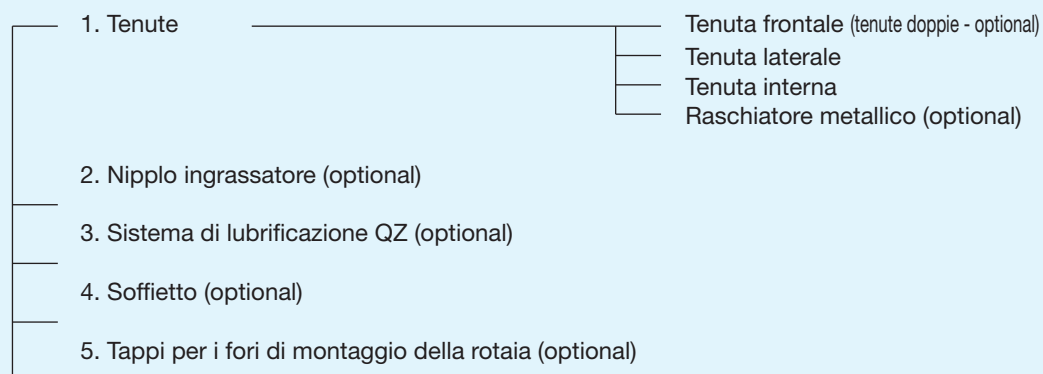 1. Tenute
Tenuta frontale (tenute doppie - optional)
Tenuta laterale
Tenuta interna
Raschiatore metallico (optional)
2. Nipplo ingrassatore (optional)
3. Sistema di lubrificazione QZ (optional)
4. Soffietto (optional)
5. Tappi per i fori di montaggio della rotaia (optional)